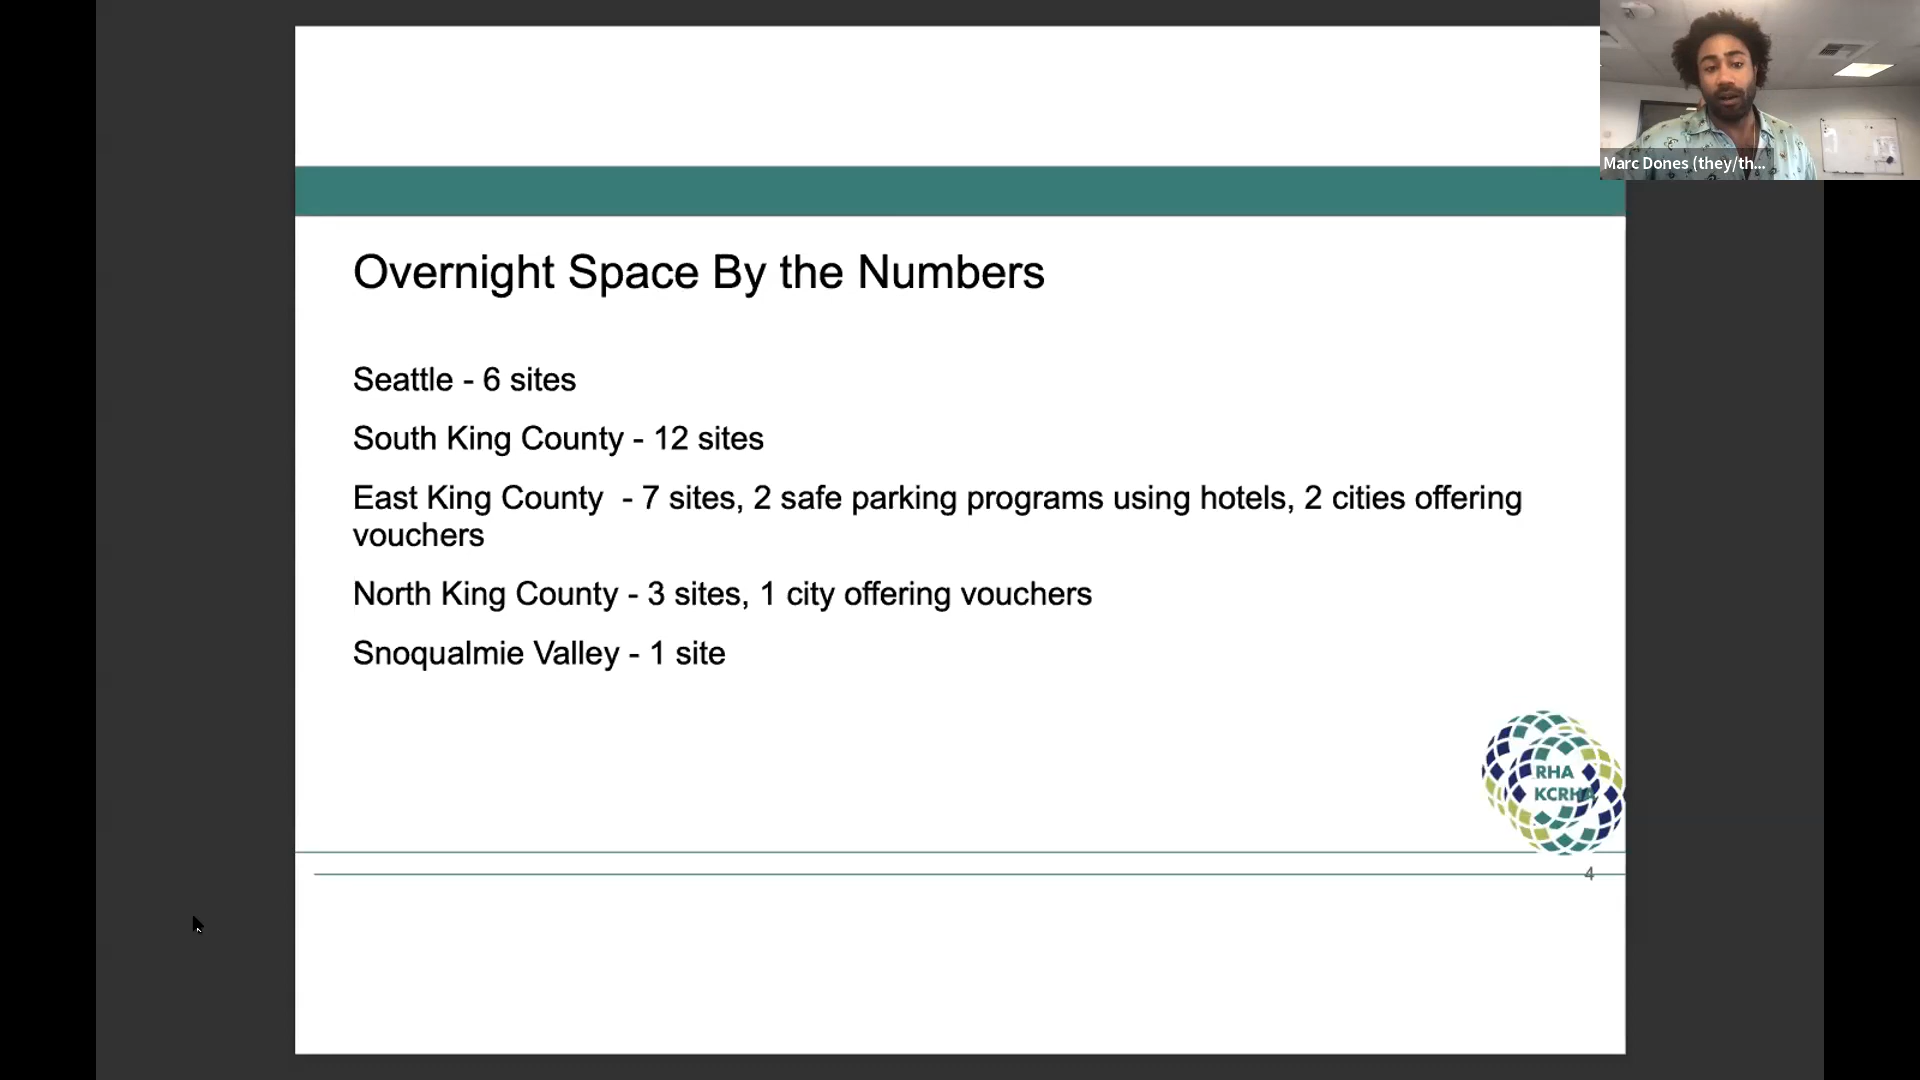 Marc Dones (they/th...
Overnight Space By the Numbers
Seattle - 6 sites
South King County - 12 sites
East King County  - 7 sites, 2 safe parking programs using hotels, 2 cities offering
vouchers
North King County - 3 sites, 1 city offering vouchers
Snoqualmie Valley - 1 site
RHA
KCRHA
4